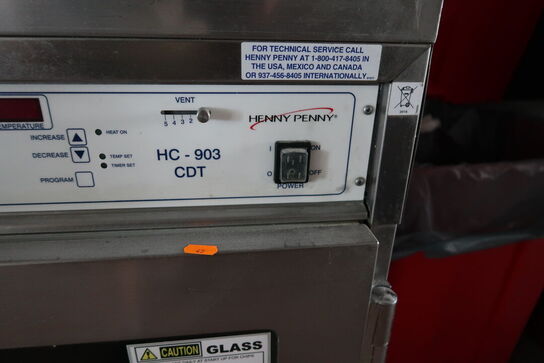 FOR TECHNICAL SERVICE CALL
HENNY PENNY AT 1-800-417-8405 IN
THE USA, MEXICO AND CANADA
OR 937-456-8405 INTERNATIONALLY
VENT
5 4 3 2
HENNY PENNY®
TEMPERATURE
INCREASE
HEAT ON
DECREASE
TEMP SET
TIMER SET
PROGRAM
HC - 903
CDT
I ON
O OFF
POWER
CAUTION GLASS